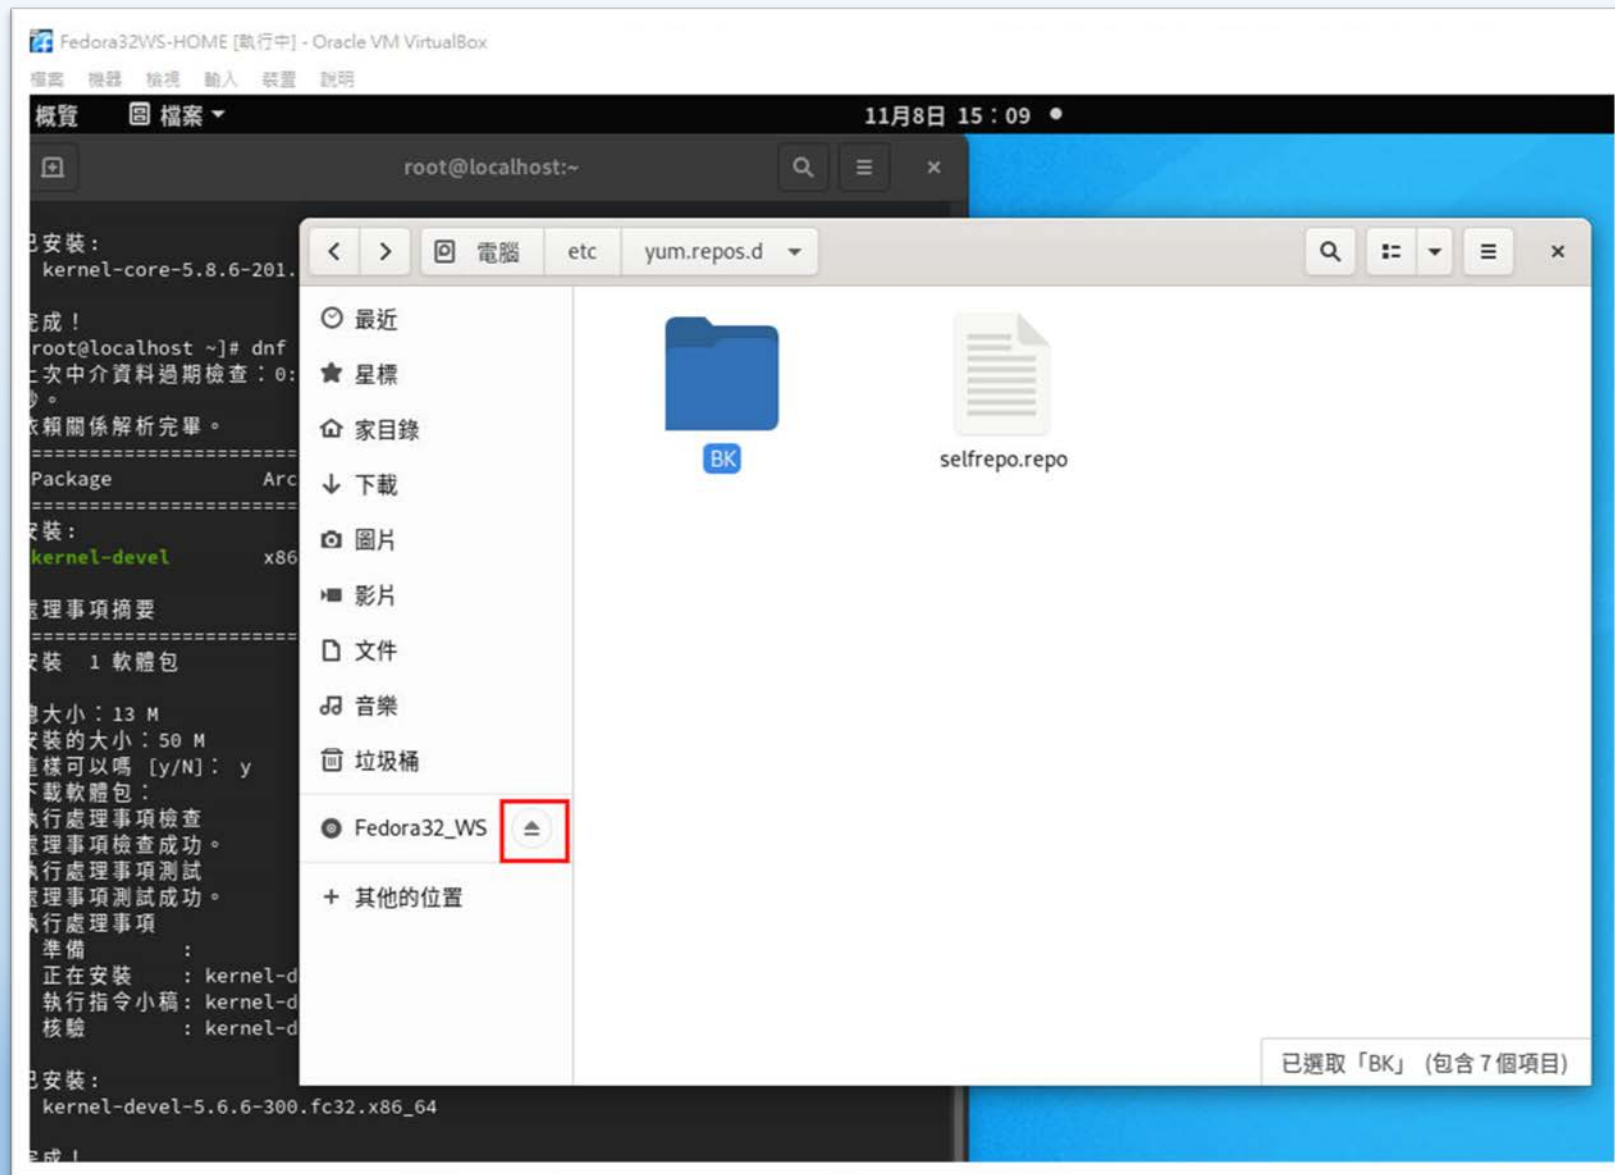 Fedora32WS-HOME [執行中] - Oracle VM VirtualBox
檔案 機器 檢視 輸入 裝置 說明
概覽 檔案 11月8日 15：09
root@localhost:~
已安裝：
kernel-core-5.8.6-201.
完成！
root@localhost ~]# dnf
上次中介資料過期檢查：0:
秒。
依賴關係解析完畢。
Package Arc
安裝：
kernel-devel x86
處理事項摘要
安裝 1 軟體包
總大小：13 M
安裝的大小：50 M
這樣可以嗎 [y/N]： y
下載軟體包：
執行處理事項檢查
處理事項檢查成功。
執行處理事項測試
處理事項測試成功。
執行處理事項
準備 :
正在安裝 : kernel-d
執行指令小稿: kernel-d
核驗 : kernel-d
已安裝：
kernel-devel-5.6.6-300.fc32.x86_64
完成！
電腦 etc yum.repos.d
最近
星標
家目錄
下載
圖片
影片
文件
音樂
垃圾桶
Fedora32_WS
其他的位置
BK
selfrepo.repo
已選取「BK」 (包含 7 個項目)